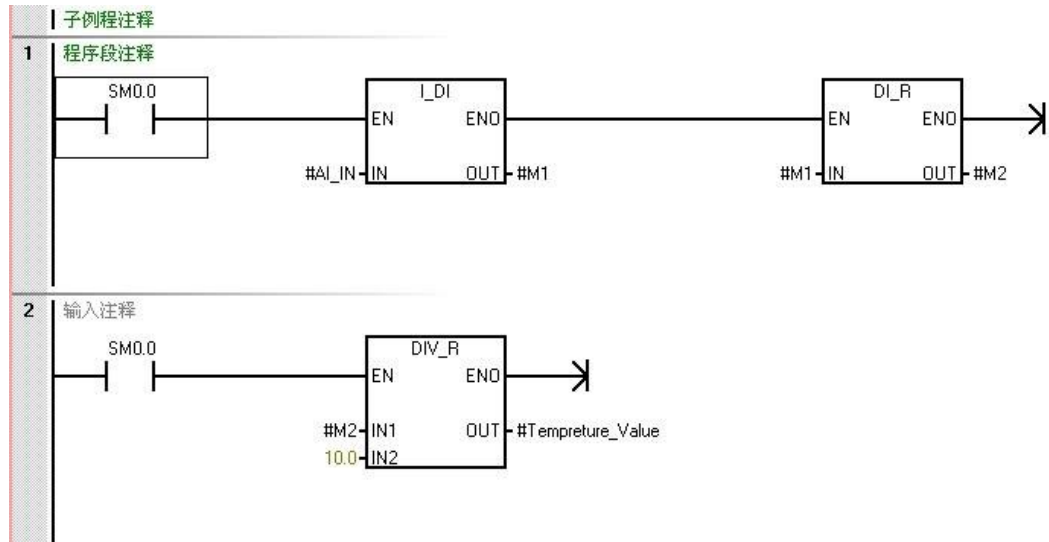 子例程注释
1 程序段注释
SM0.0 I_DI DI_R
EN ENO EN ENO
#AI_IN IN OUT #M1 #M1 IN OUT #M2
2 输入注释
SM0.0 DIV_R
EN ENO
#M2 IN1 OUT #Tempreture_Value
10.0 IN2